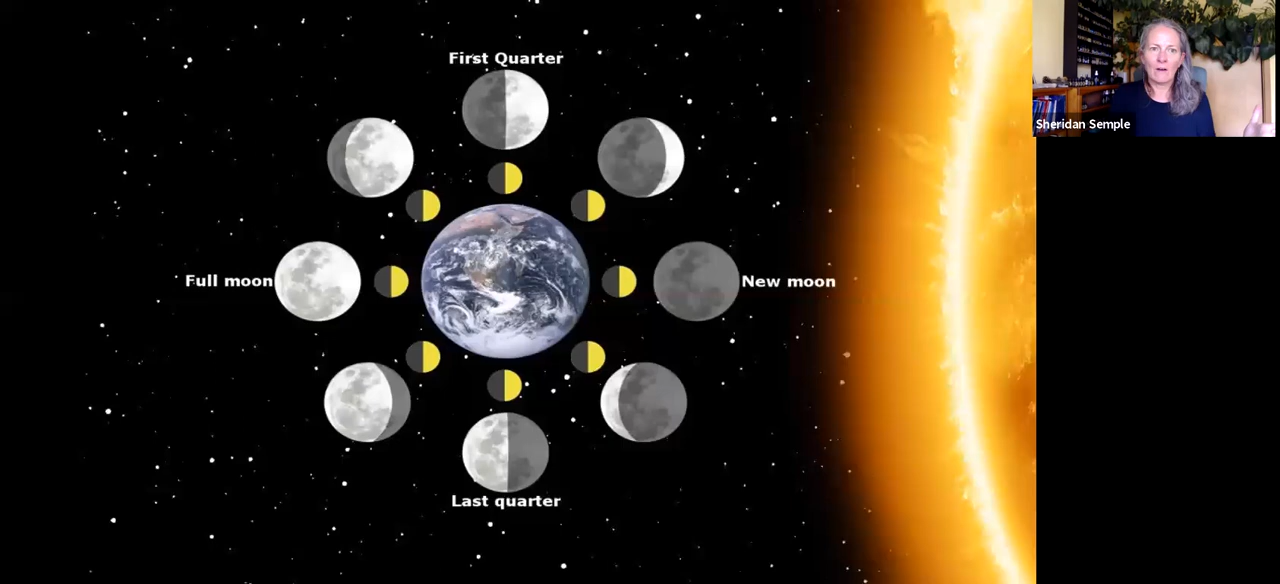 First Quarter
Sheridan Semple
Full moon
New moon
Last quarter